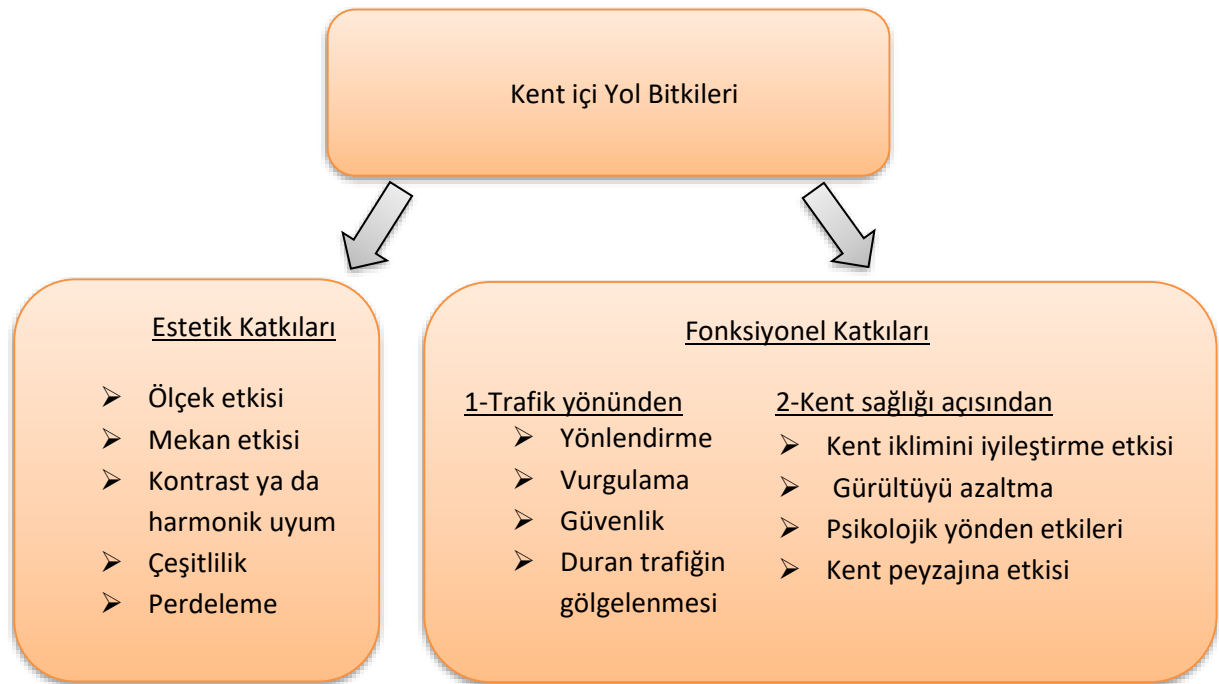 Kent içi Yol Bitkileri
Estetik Katkıları
➢ Ölçek etkisi
➢ Mekan etkisi
➢ Kontrast ya da
harmonik uyum
➢ Çeşitlilik
➢ Perdeleme
Fonksiyonel Katkıları
1-Trafik yönünden
➢ Yönlendirme
➢ Vurgulama
➢ Güvenlik
➢ Duran trafiğin
gölgelenmesi
2-Kent sağlığı açısından
➢ Kent iklimini iyileştirme etkisi
➢ Gürültüyü azaltma
➢ Psikolojik yönden etkileri
➢ Kent peyzajına etkisi